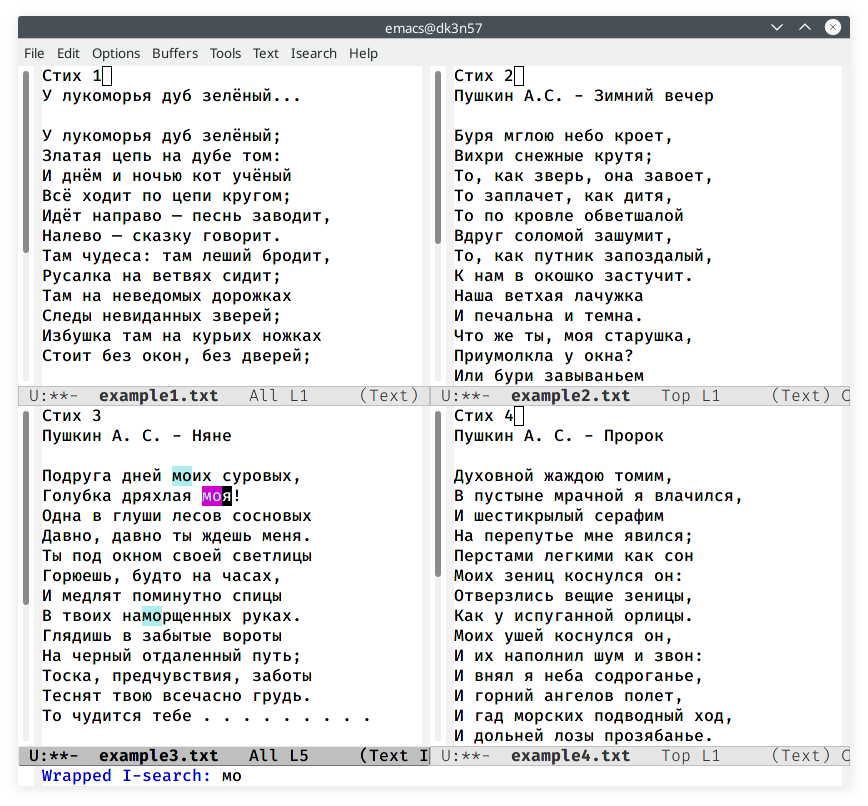 emacs@dk3n57
File Edit Options Buffers Tools Text Isearch Help
Стих 1
У лукоморья дуб зелёный...
У лукоморья дуб зелёный;
Златая цепь на дубе том:
И днём и ночью кот учёный
Всё ходит по цепи кругом;
Идёт направо — песнь заводит,
Налево — сказку говорит.
Там чудеса: там леший бродит,
Русалка на ветвях сидит;
Там на неведомых дорожках
Следы невиданных зверей;
Избушка там на курьих ножках
Стоит без окон, без дверей;
U:**-  example1.txt   All L1     (Text)
Стих 2
Пушкин А.С. - Зимний вечер
Буря мглою небо кроет,
Вихри снежные крутя;
То, как зверь, она завоет,
То заплачет, как дитя,
То по кровле обветшалой
Вдруг соломой зашумит,
То, как путник запоздалый,
К нам в окошко застучит.
Наша ветхая лачужка
И печальна и темна.
Что же ты, моя старушка,
Приумолкла у окна?
Или бури завываньем
U:**-  example2.txt   Top L1     (Text) C
Стих 3
Пушкин А. С. - Няне
Подруга дней моих суровых,
Голубка дряхлая моя!
Одна в глуши лесов сосновых
Давно, давно ты ждешь меня.
Ты под окном своей светлицы
Горюешь, будто на часах,
И медлят поминутно спицы
В твоих наморщенных руках.
Глядишь в забытые вороты
На черный отдаленный путь;
Тоска, предчувствия, заботы
Теснят твою всечасно грудь.
То чудится тебе . . . . . . . . .
U:**-  example3.txt   All L5     (Text I
Стих 4
Пушкин А. С. - Пророк
Духовной жаждою томим,
В пустыне мрачной я влачился,
И шестикрылый серафим
На перепутье мне явился;
Перстами легкими как сон
Моих зениц коснулся он:
Отверзлись вещие зеницы,
Как у испуганной орлицы.
Моих ушей коснулся он,
И их наполнил шум и звон:
И внял я неба содроганье,
И горний ангелов полет,
И гад морских подводный ход,
И дольней лозы прозябанье.
U:**-  example4.txt   Top L1     (Text) C
Wrapped I-search: мо